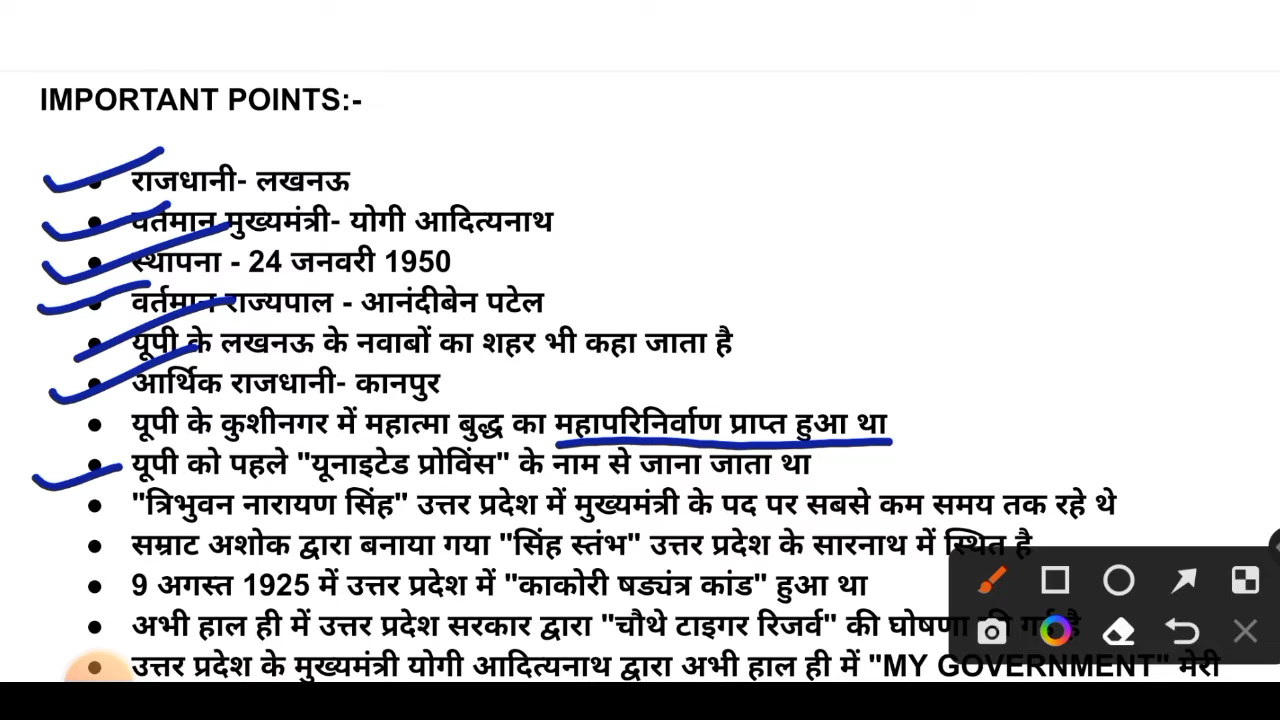 IMPORTANT POINTS:-
● राजधानी- लखनऊ
● वर्तमान मुख्यमंत्री- योगी आदित्यनाथ
● स्थापना - 24 जनवरी 1950
● वर्तमान राज्यपाल - आनंदीबेन पटेल
● यूपी के लखनऊ के नवाबों का शहर भी कहा जाता है
● आर्थिक राजधानी- कानपुर
● यूपी के कुशीनगर में महात्मा बुद्ध का महापरिनिर्वाण प्राप्त हुआ था
● यूपी को पहले "यूनाइटेड प्रोविंस" के नाम से जाना जाता था
● "त्रिभुवन नारायण सिंह" उत्तर प्रदेश में मुख्यमंत्री के पद पर सबसे कम समय तक रहे थे
● सम्राट अशोक द्वारा बनाया गया "सिंह स्तंभ" उत्तर प्रदेश के सारनाथ में स्थित है
● 9 अगस्त 1925 में उत्तर प्रदेश में "काकोरी षड्यंत्र कांड" हुआ था
● अभी हाल ही में उत्तर प्रदेश सरकार द्वारा "चौथे टाइगर रिजर्व" की घोषणा की गई है
● उत्तर प्रदेश के मुख्यमंत्री योगी आदित्यनाथ द्वारा अभी हाल ही में "MY GOVERNMENT" मेरी